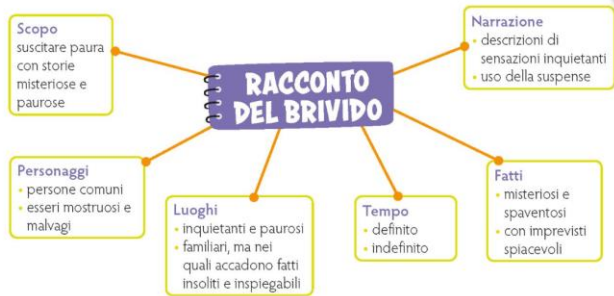 Scopo
suscitare paura
con storie
misteriose e
paurose
RACCONTO
DEL BRIVIDO
Narrazione
• descrizioni di
sensazioni inquietanti
• uso della suspense
Personaggi
• persone comuni
• esseri mostruosi e
malvagi
Luoghi
• inquietanti e paurosi
• familiari, ma nei
quali accadono fatti
insoliti e inspiegabili
Tempo
• definito
• indefinito
Fatti
• misteriosi e
spaventosi
• con imprevisti
spiacevoli